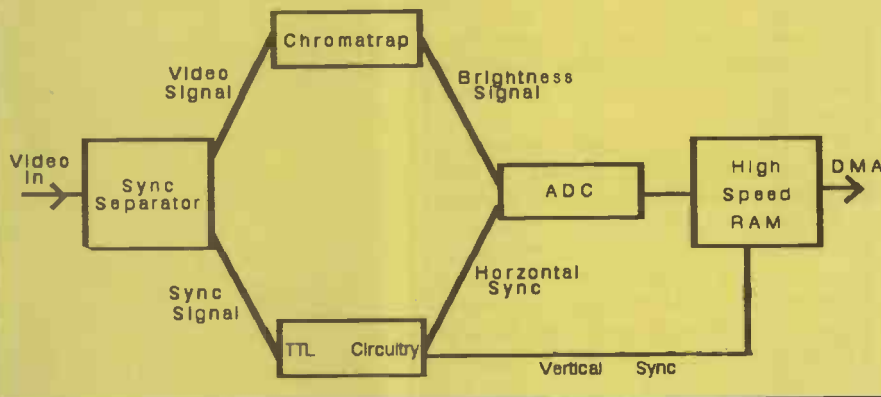 Chromatrap
Video
Signal
Brightness
Signal
Video
In
Sync
Separator
ADC
High
Speed
RAM
DMA
Sync
Signal
Horzontal
Sync
TTL Circuitry
Vertical Sync